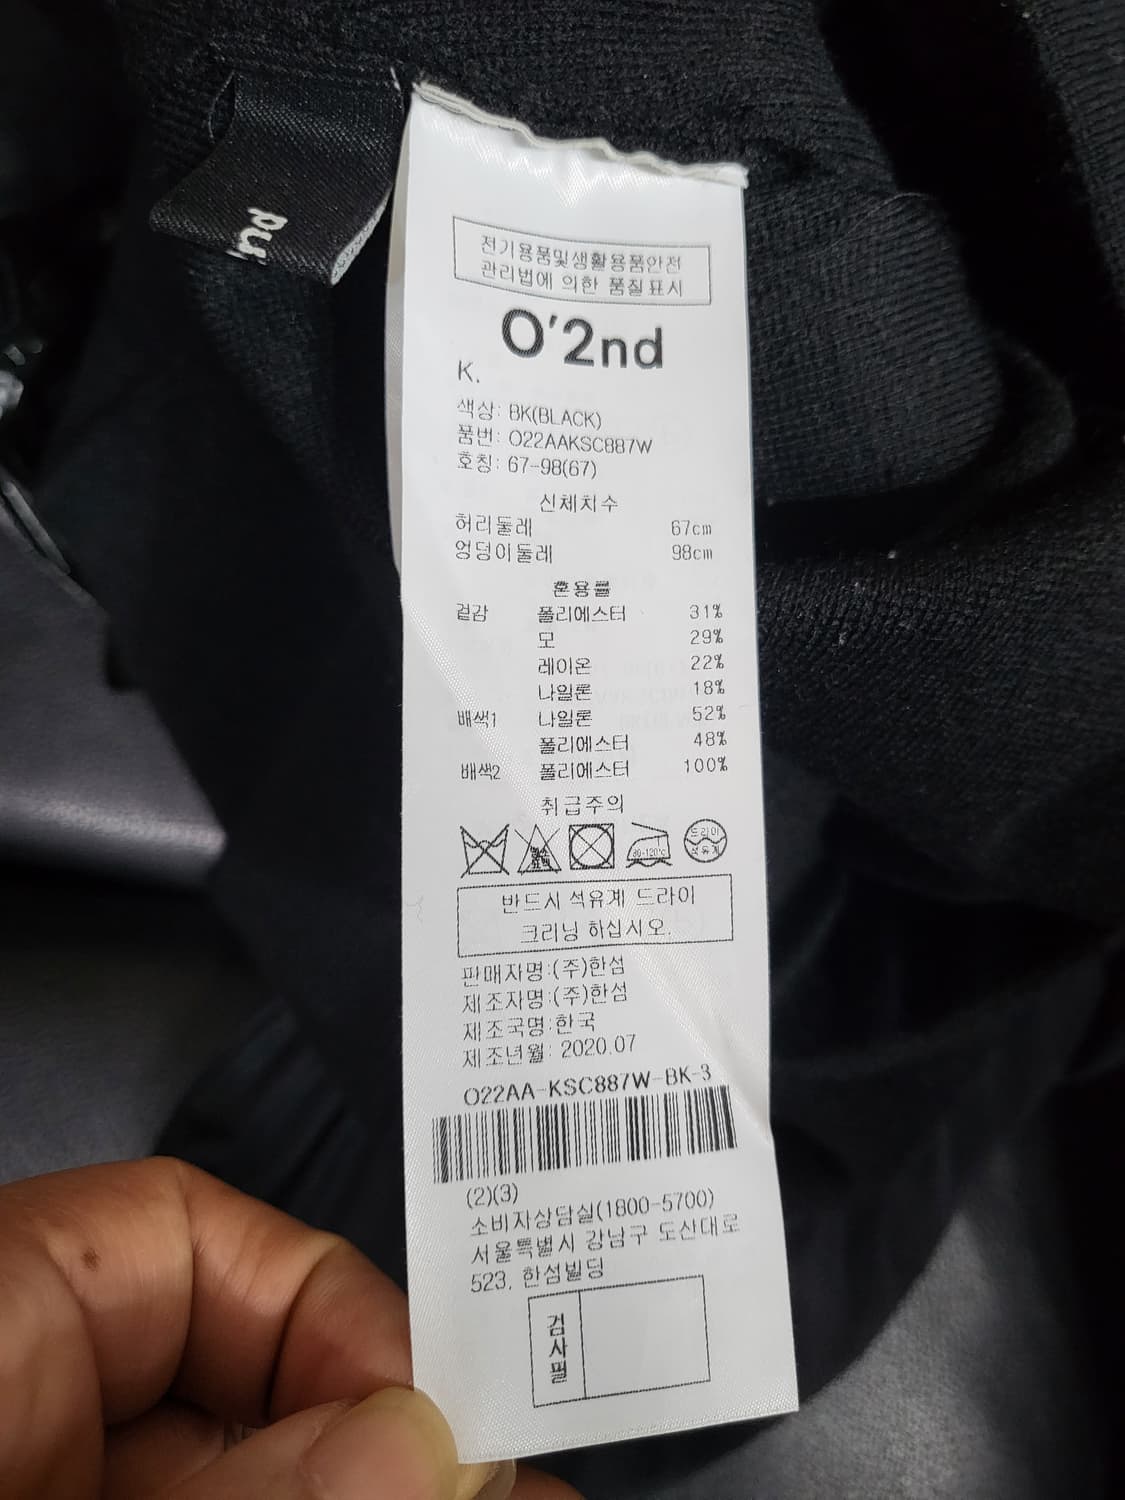 전기용품및생활용품안전
관리법에 의한 품질표시
O'2nd
K.
색상: BK(BLACK)
품번: O22AAKSC887W
호칭: 67-98(67)
신체치수
허리둘레 67cm
엉덩이둘레 98cm
혼용률
겉감 폴리에스터 31%
모 29%
레이온 22%
나일론 18%
배색1 나일론 52%
폴리에스터 48%
배색2 폴리에스터 100%
취급주의
80-120℃
드라이
석유계
반드시 석유계 드라이
크리닝 하십시오.
판매자명:(주)한섬
제조자명:(주)한섬
제조국명:한국
제조년월: 2020.07
O22AA-KSC887W-BK-3
(2)(3)
소비자상담실(1800-5700)
서울특별시 강남구 도산대로
523, 한섬빌딩
검사필